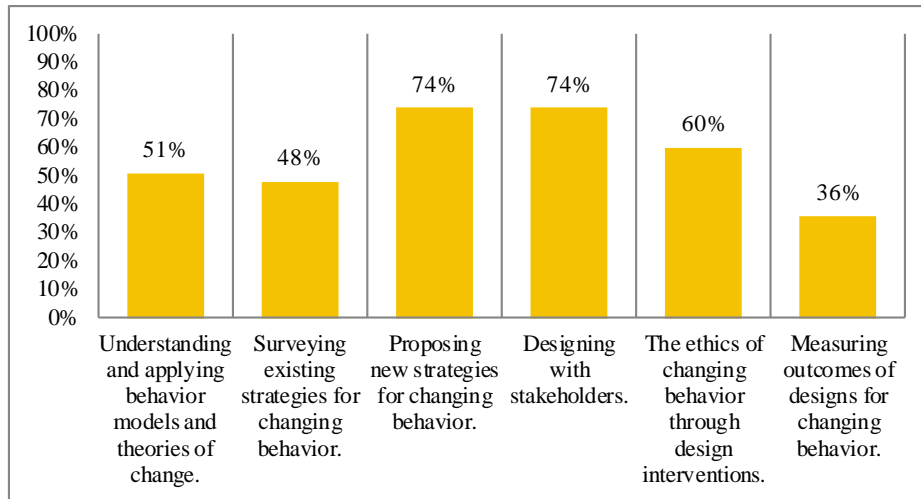 100%
90%
80%
70%
60%
50%
40%
30%
20%
10%
0%
51%
48%
74%
74%
60%
36%
Understanding
and applying
behavior
models and
theories of
change.
Surveying
existing
strategies for
changing
behavior.
Proposing
new strategies
for changing
behavior.
Designing
with
stakeholders.
The ethics of
changing
behavior
through
design
interventions.
Measuring
outcomes of
designs for
changing
behavior.